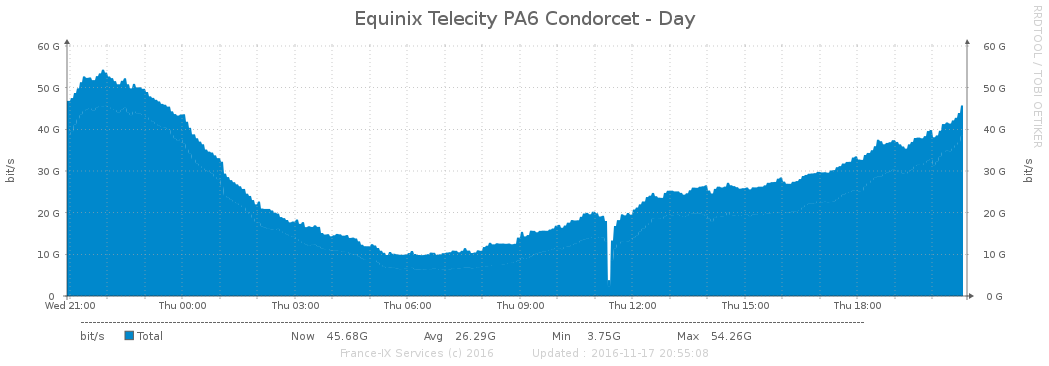 Equinix Telecity PA6 Condorcet - Day
RRDTOOL / TOBI OETIKER
bit/s
60 G 60 G
50 G 50 G
40 G 40 G
30 G 30 G
20 G 20 G
10 G 10 G
0 0 G
bit/s
Wed 21:00 Thu 00:00 Thu 03:00 Thu 06:00 Thu 09:00 Thu 12:00 Thu 15:00 Thu 18:00
bit/s Total Now 45.68G Avg 26.29G Min 3.75G Max 54.26G
France-IX Services (c) 2016 Updated : 2016-11-17 20:55:08